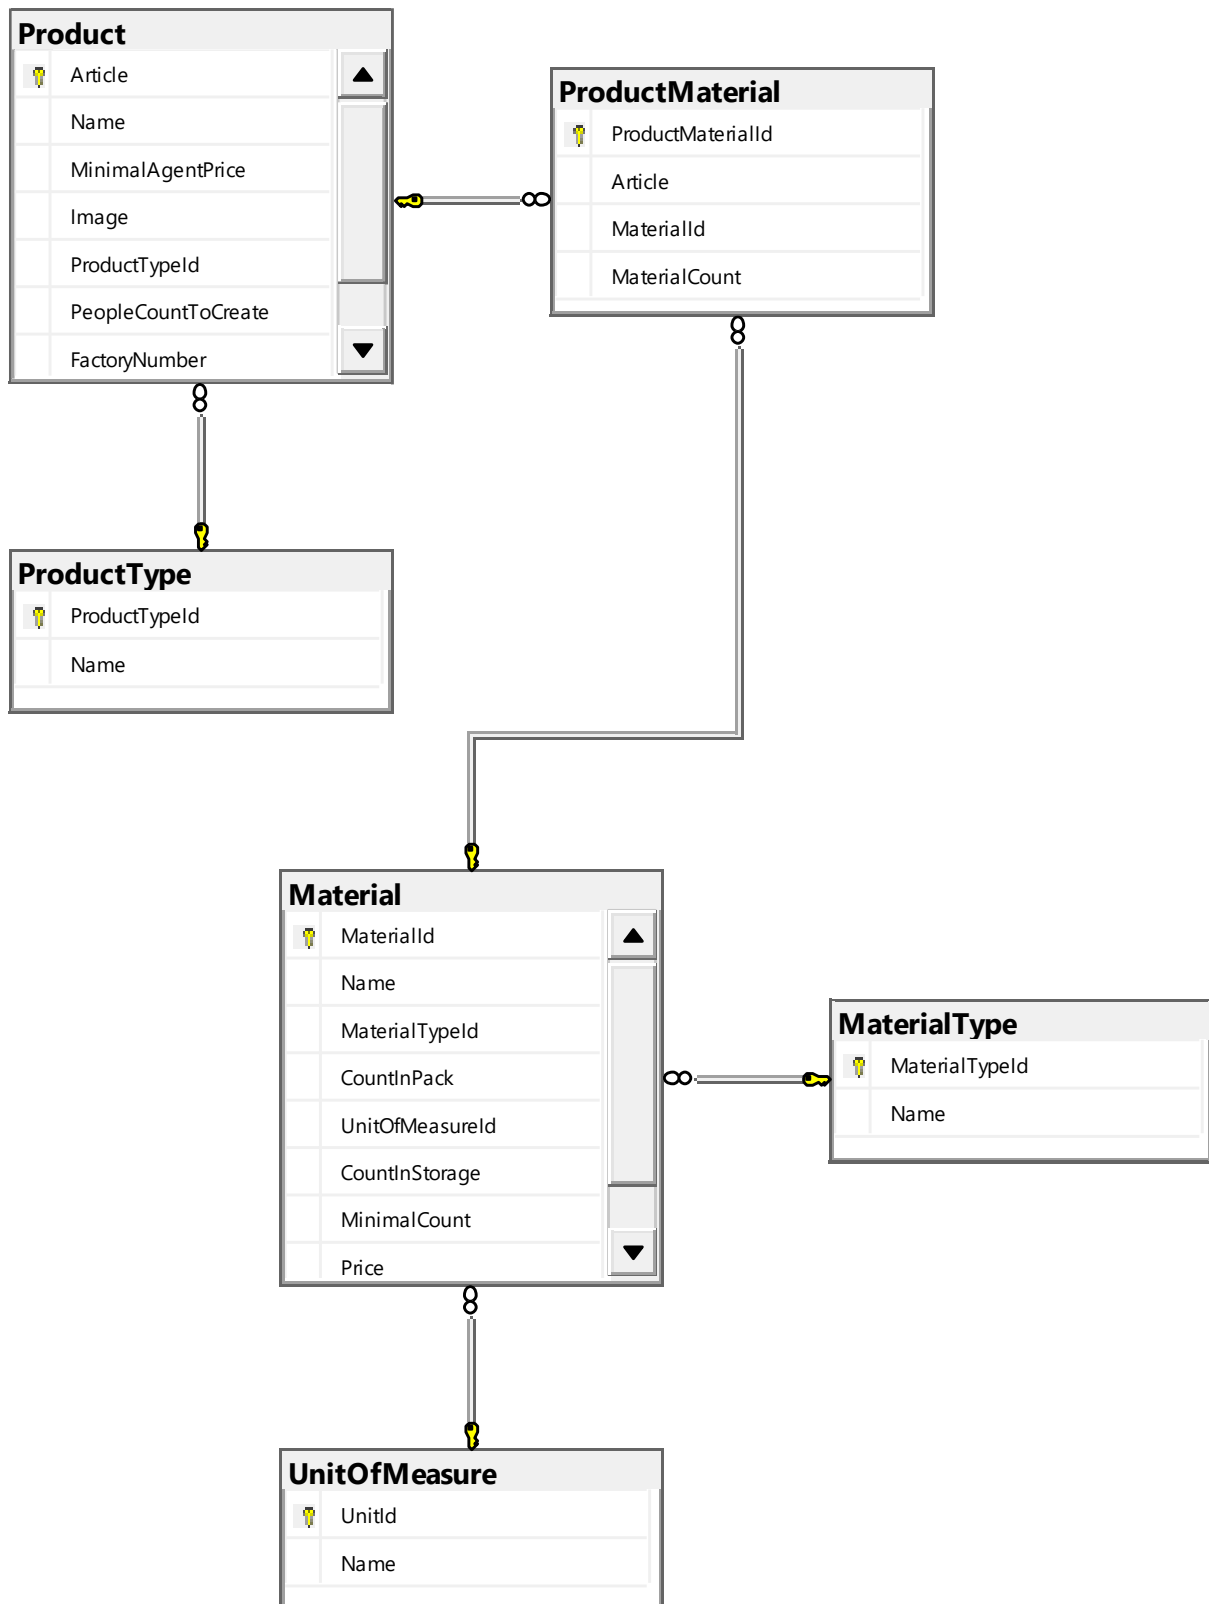 Product
Article
Name
MinimalAgentPrice
Image
ProductTypeId
PeopleCountToCreate
FactoryNumber
ProductMaterial
ProductMaterialId
Article
MaterialId
MaterialCount
ProductType
ProductTypeId
Name
Material
MaterialId
Name
MaterialTypeId
CountInPack
UnitOfMeasureId
CountInStorage
MinimalCount
Price
MaterialType
MaterialTypeId
Name
UnitOfMeasure
UnitId
Name